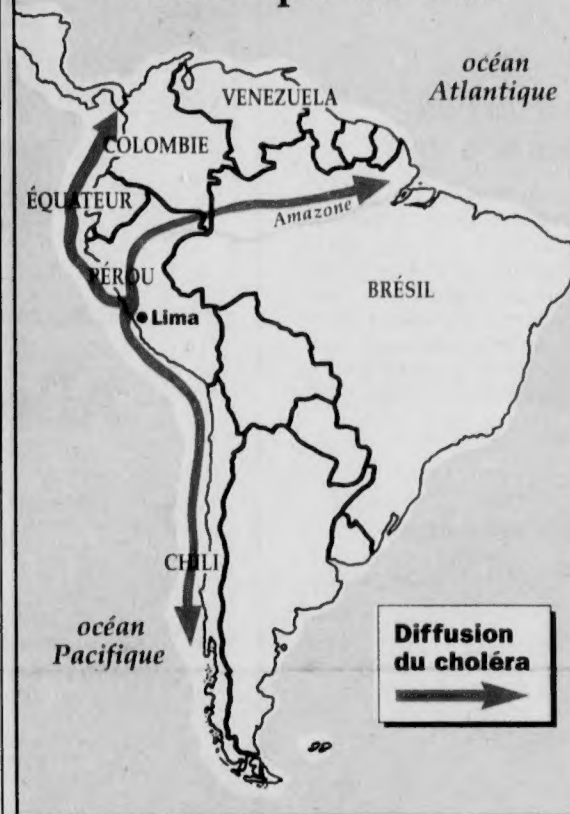 océan
Atlantique
VENEZUELA
COLOMBIE
ÉQUATEUR
Amazone
PÉROU
BRÉSIL
Lima
CHILI
océan
Pacifique
Diffusion
du choléra